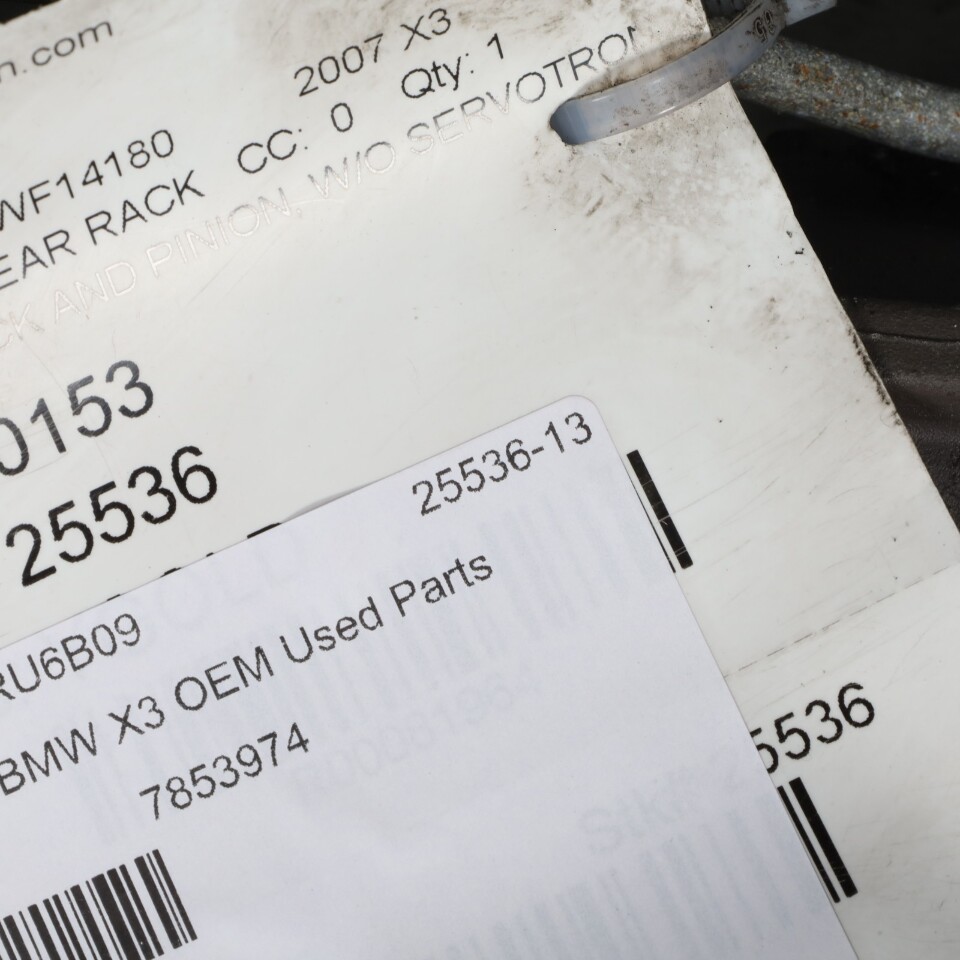 n.com
2007 X3
WF14180
CC: 0
Qty: 1
EAR RACK
CK AND PINION, W/O SERVOTRON
0153
25536
25536-13
RU6B09
BMW X3 OEM Used Parts
7853974
5536